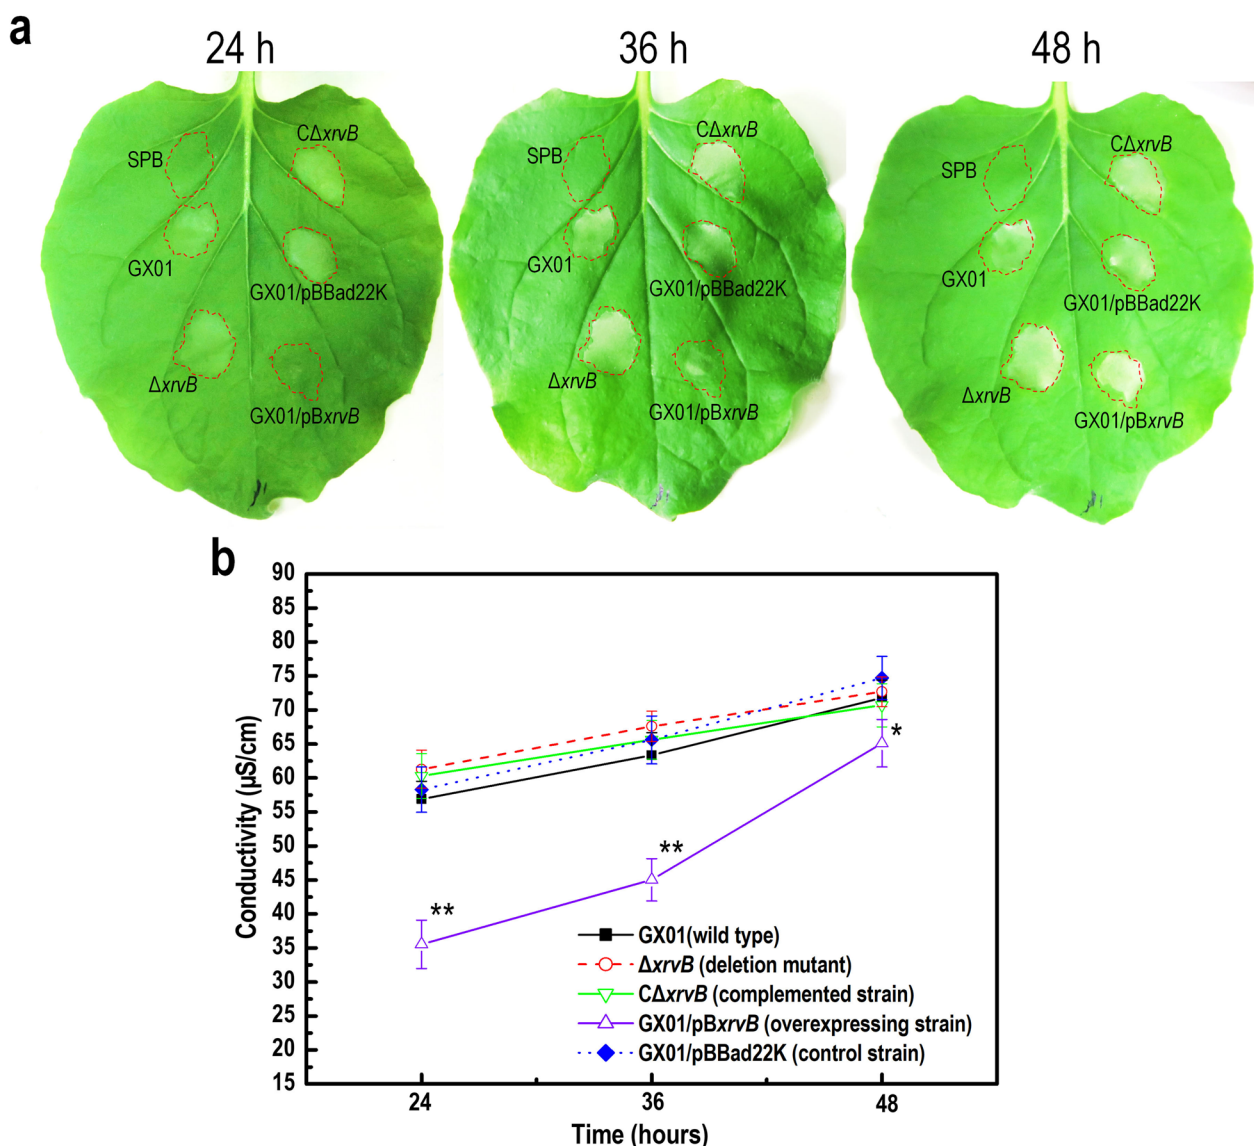 a
24 h
36 h
48 h
SPB
CΔxrvB
GX01
GX01/pBBad22K
ΔxrvB
GX01/pBxrvB
SPB
CΔxrvB
GX01
GX01/pBBad22K
ΔxrvB
GX01/pBxrvB
SPB
CΔxrvB
GX01
GX01/pBBad22K
ΔxrvB
GX01/pBxrvB
b
90
85
80
75
70
65
60
55
50
45
40
35
30
25
20
15
Conductivity (µS/cm)
**
**
*
GX01(wild type)
ΔxrvB (deletion mutant)
CΔxrvB (complemented strain)
GX01/pBxrvB (overexpressing strain)
GX01/pBBad22K (control strain)
24
36
48
Time (hours)